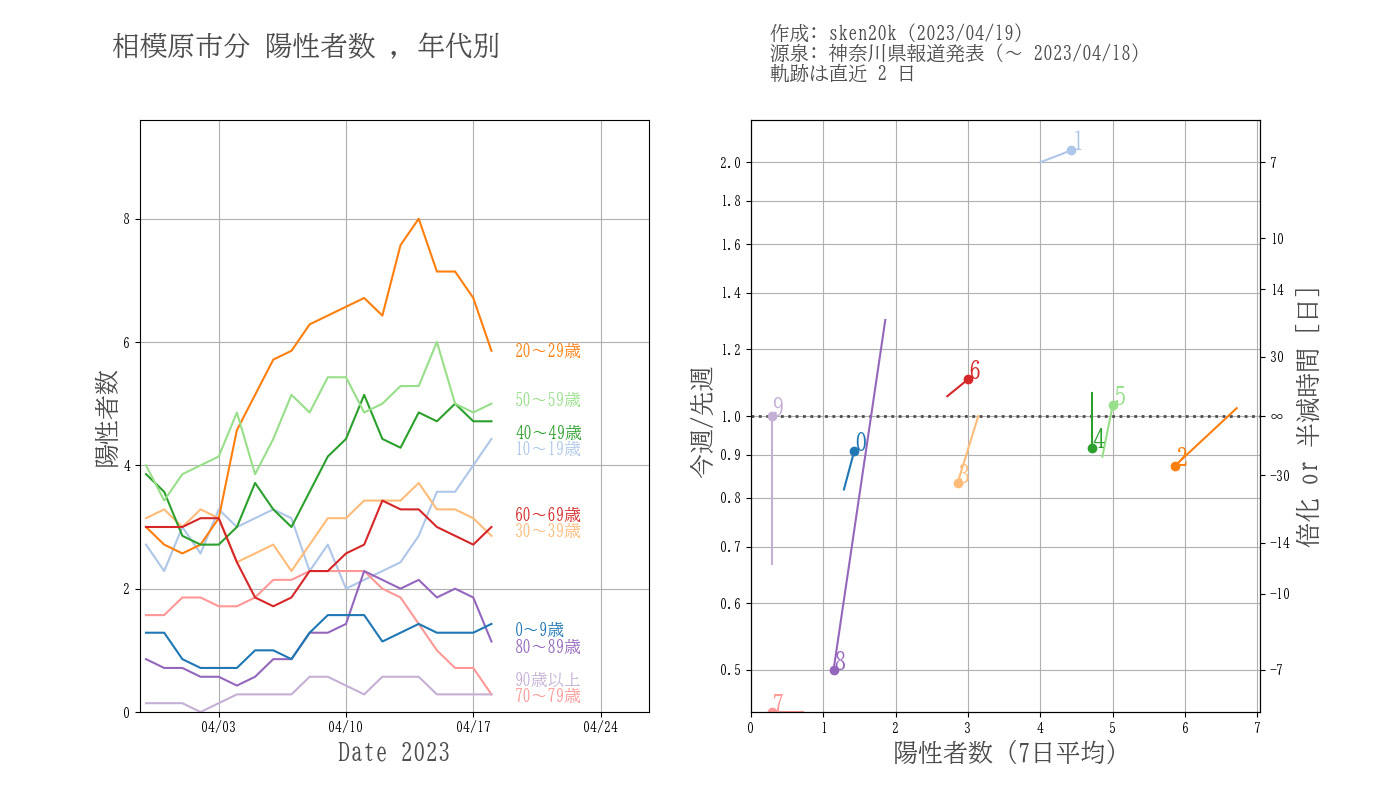 相模原市分 陽性者数 , 年代別
作成: sken20k (2023/04/19)
源泉: 神奈川県報道発表 (〜 2023/04/18)
軌跡は直近 2 日
陽性者数
8
6
4
2
0
04/03
04/10
04/17
04/24
Date 2023
20〜29歳
50〜59歳
40〜49歳
10〜19歳
60〜69歳
30〜39歳
0〜9歳
80〜89歳
90歳以上
70〜79歳
今週/先週
2.0
1.8
1.6
1.4
1.2
1.0
0.9
0.8
0.7
0.6
0.5
0
1
2
3
4
5
6
7
陽性者数 (7日平均)
1
6
9
5
0
4
2
3
8
7
7
10
14
30
∞
-30
-14
-10
-7
倍化 or 半減時間 [日]